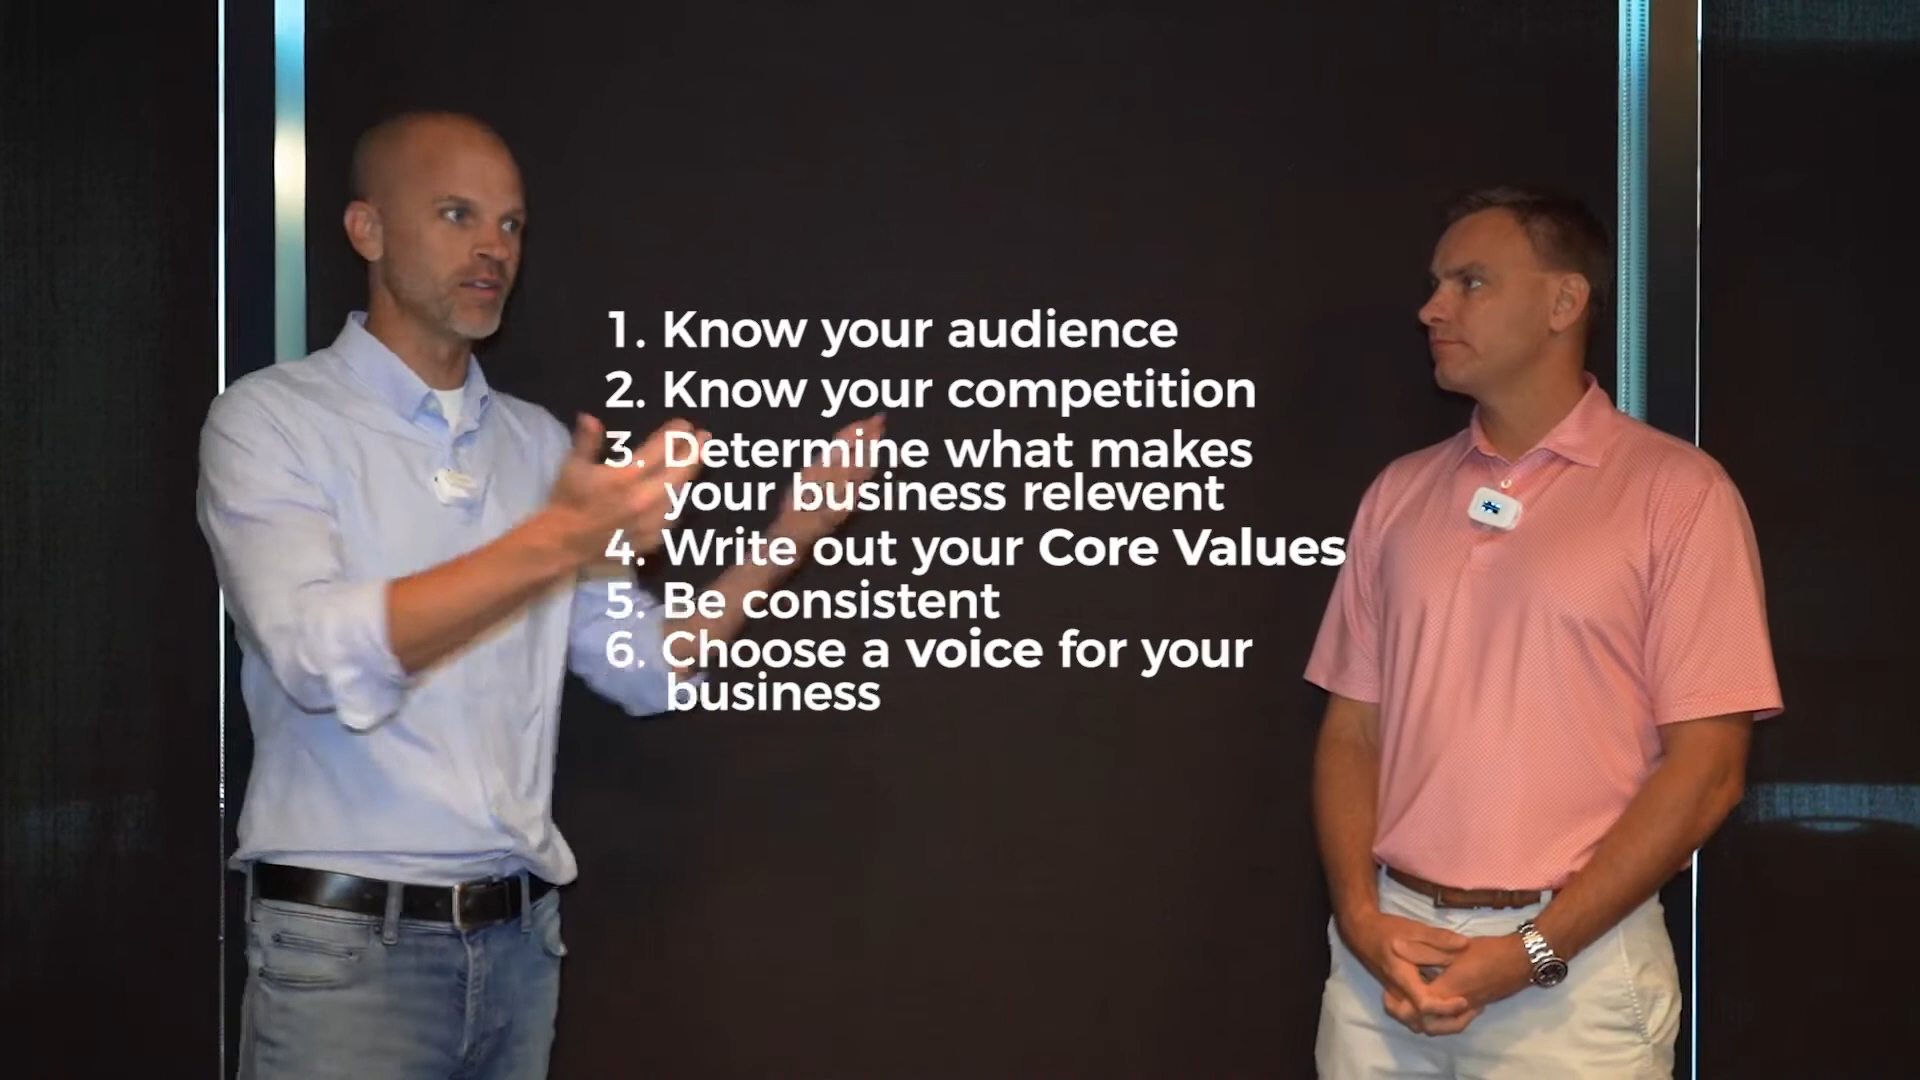 1. Know your audience
2. Know your competition
3. Determine what makes
your business relevent
4. Write out your Core Values
5. Be consistent
6. Choose a voice for your
business